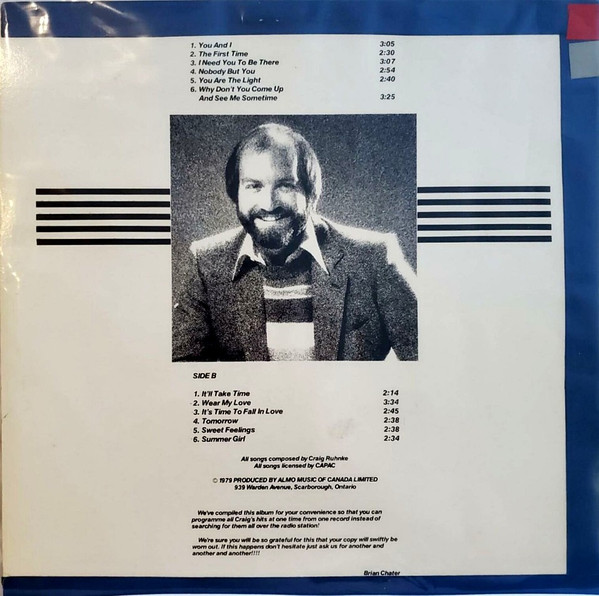 1. You And I 3:05
2. The First Time 2:30
3. I Need You To Be There 3:07
4. Nobody But You 2:54
5. You Are The Light 2:40
6. Why Don't You Come Up
And See Me Sometime 3:25
SIDE B
1. It'll Take Time 2:14
2. Wear My Love 3:34
3. It's Time To Fall In Love 2:45
4. Tomorrow 2:38
5. Sweet Feelings 2:38
6. Summer Girl 2:34
All songs composed by Craig Ruhnke
All songs licensed by CAPAC
© 1979 PRODUCED BY ALMO MUSIC OF CANADA LIMITED
939 Warden Avenue, Scarborough, Ontario
We've compiled this album for your convenience so that you can
programme all Craig's hits at one time from one record instead of
searching for them all over the radio station!
We're sure you will be so grateful for this that your copy will swiftly be
worn out. If this happens don't hesitate just ask us for another and
another and another!!!!
Brian Chater